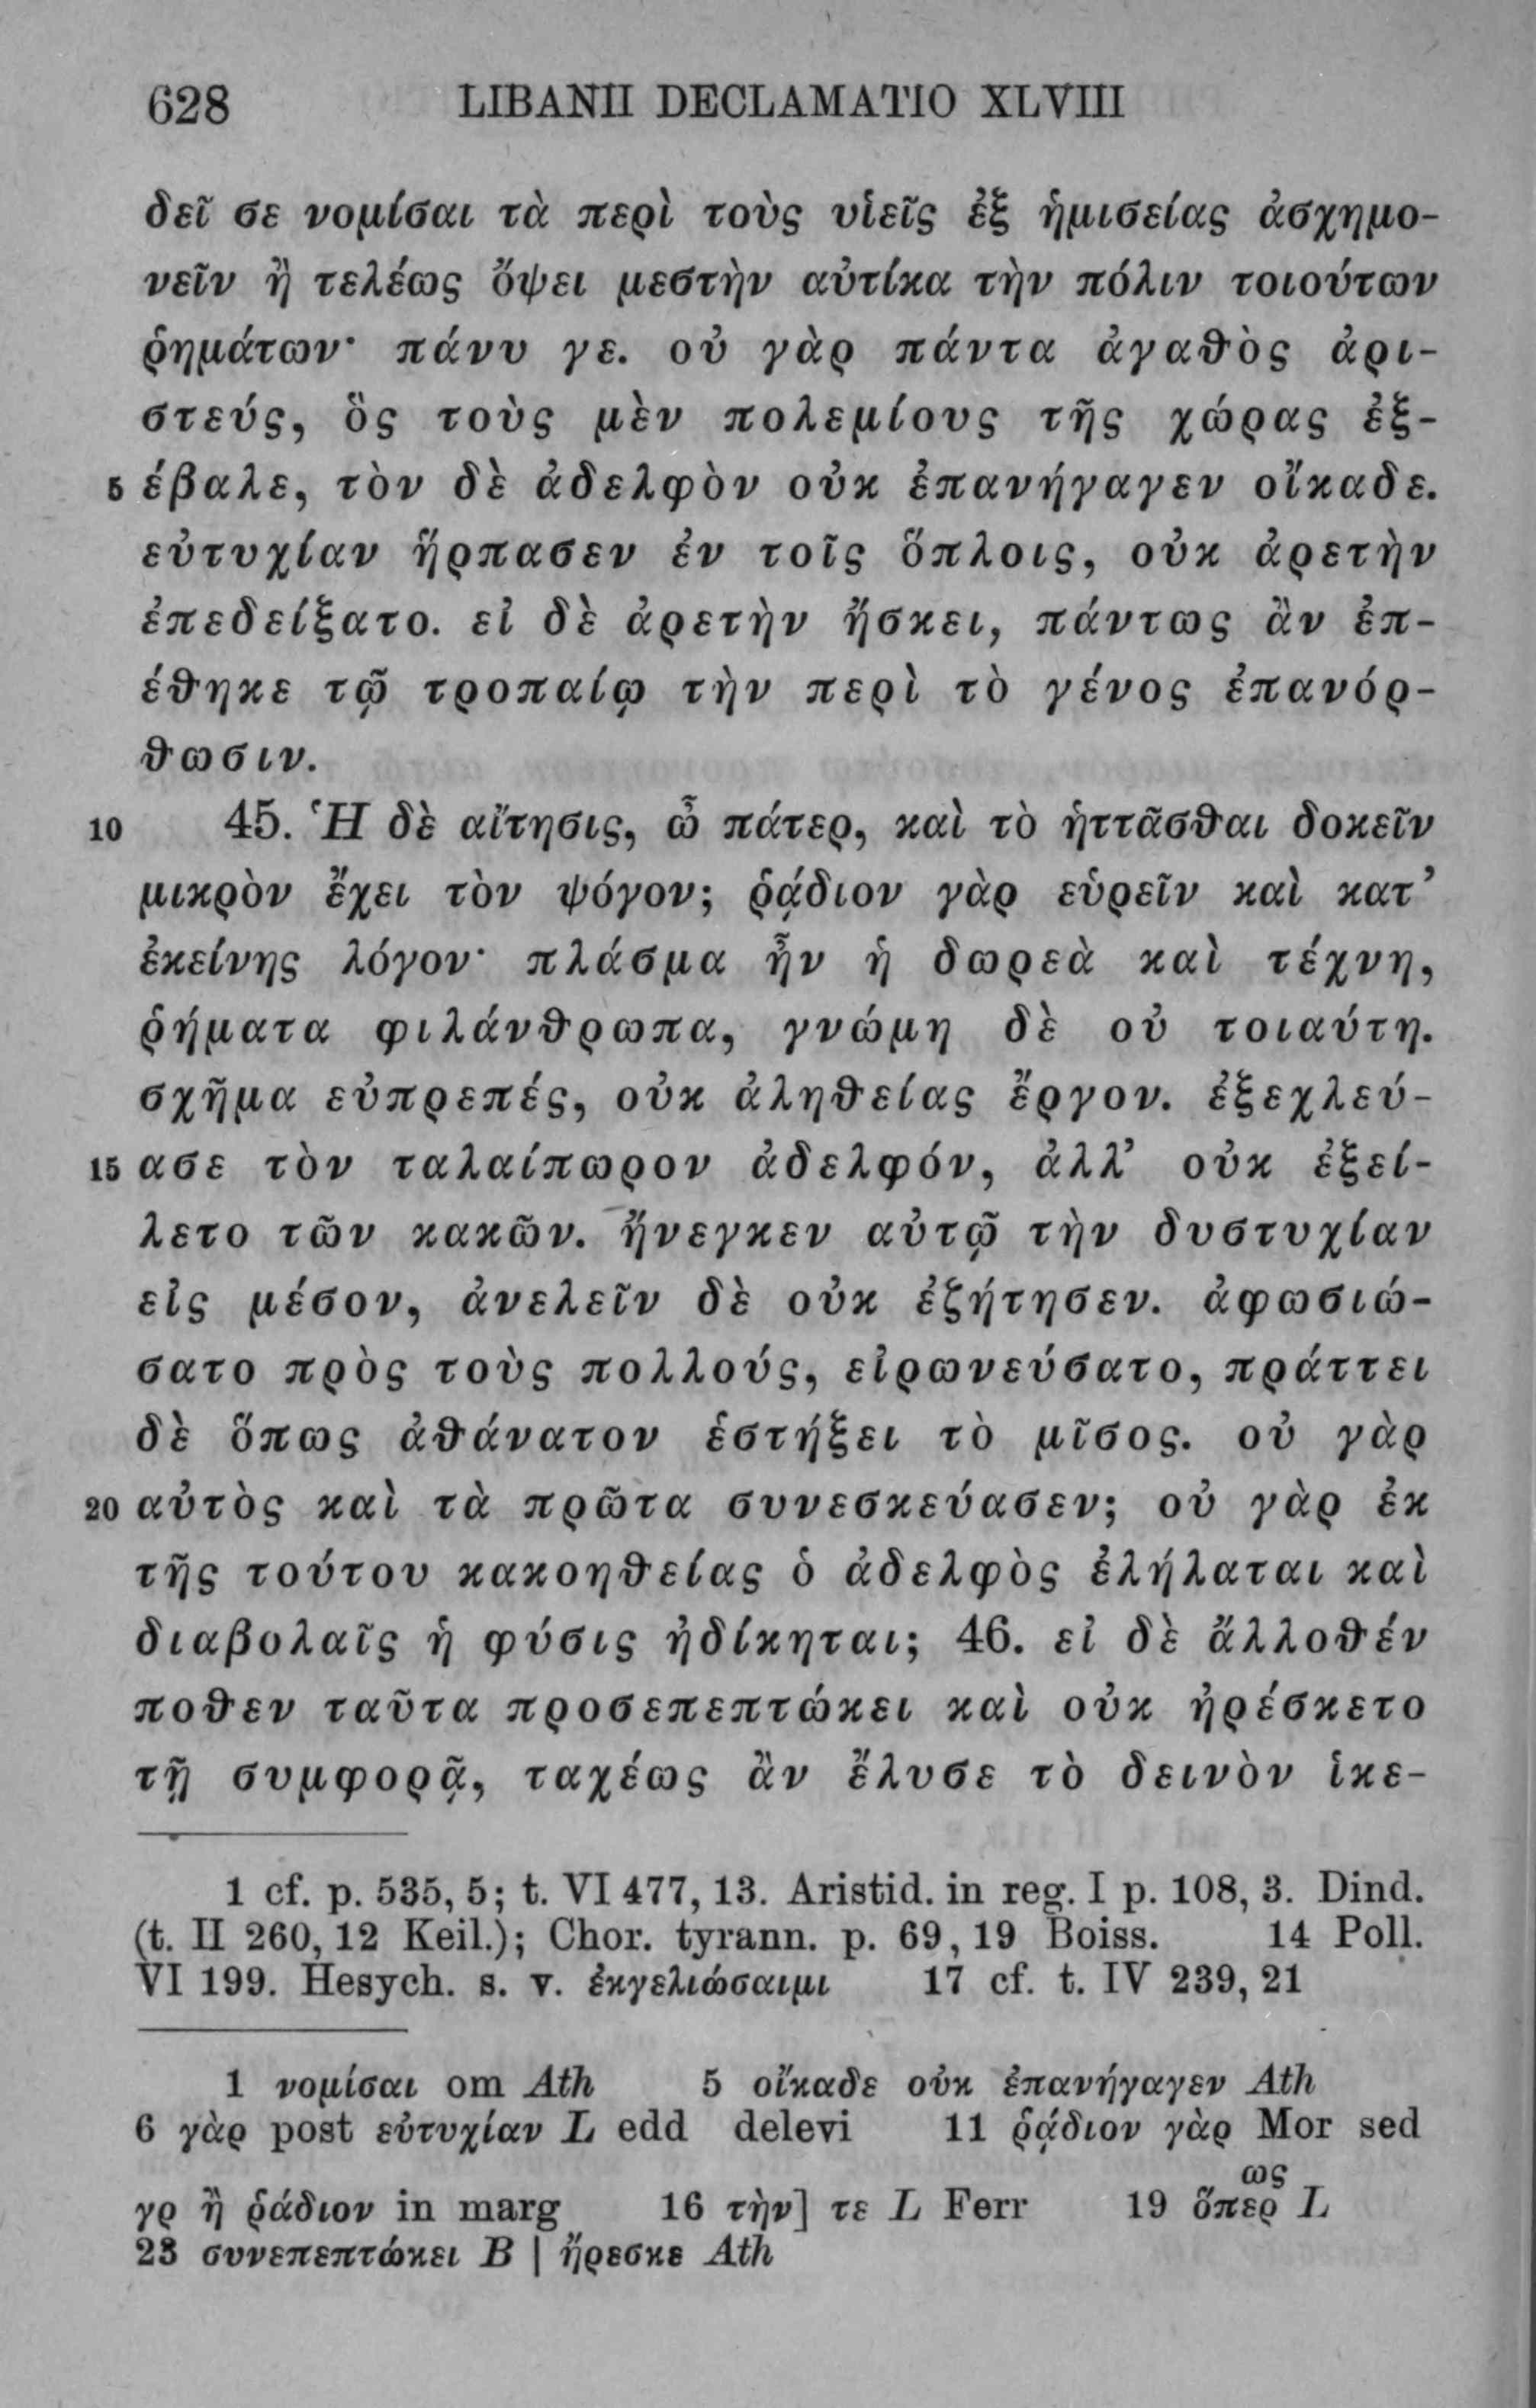 628 LIBANII DECLAMATIO XLVIII
δεῖ σε νομίσαι τὰ περὶ τοὺς υἱεῖς ἐξ ἡμισείας ἀσχημο-
νεῖν ἢ τελέως ὄψει μεστὴν αὐτίκα τὴν πόλιν τοιούτων
ῥημάτων· πάνυ γε. οὐ γὰρ πάντα ἀγαθὸς ἀρι-
στεύς, ὃς τοὺς μὲν πολεμίους τῆς χώρας ἐξ-
5 έβαλε, τὸν δὲ ἀδελφὸν οὐκ ἐπανήγαγεν οἴκαδε.
εὐτυχίαν ἥρπασεν ἐν τοῖς ὅπλοις, οὐκ ἀρετὴν
ἐπεδείξατο. εἰ δὲ ἀρετὴν ἤσκει, πάντως ἂν ἐπ-
έθηκε τῷ τροπαίῳ τὴν περὶ τὸ γένος ἐπανόρ-
θωσιν.
10 45. Ἡ δὲ αἴτησις, ὦ πάτερ, καὶ τὸ ἡττᾶσθαι δοκεῖν
μικρὸν ἔχει τὸν ψόγον; ῥᾴδιον γὰρ εὑρεῖν καὶ κατ’
ἐκείνης λόγον· πλάσμα ἦν ἡ δωρεὰ καὶ τέχνη,
ῥήματα φιλάνθρωπα, γνώμη δὲ οὐ τοιαύτη.
σχῆμα εὐπρεπές, οὐκ ἀληθείας ἔργον. ἐξεχλεύ-
15 ασε τὸν ταλαίπωρον ἀδελφόν, ἀλλ’ οὐκ ἐξεί-
λετο τῶν κακῶν. ἤνεγκεν αὐτῷ τὴν δυστυχίαν
εἰς μέσον, ἀνελεῖν δὲ οὐκ ἐζήτησεν. ἀφωσιώ-
σατο πρὸς τοὺς πολλούς, εἰρωνεύσατο, πράττει
δὲ ὅπως ἀθάνατον ἑστήξει τὸ μῖσος. οὐ γὰρ
20 αὐτὸς καὶ τὰ πρῶτα συνεσκεύασεν; οὐ γὰρ ἐκ
τῆς τούτου κακοηθείας ὁ ἀδελφὸς ἐλήλαται καὶ
διαβολαῖς ἡ φύσις ἠδίκηται; 46. εἰ δὲ ἄλλοθέν
ποθεν ταῦτα προσεπεπτώκει καὶ οὐκ ἠρέσκετο
τῇ συμφορᾷ, ταχέως ἂν ἔλυσε τὸ δεινὸν ἱκε-
1 cf. p. 535, 5; t. VI 477, 13. Aristid. in reg. I p. 108, 3. Dind.
(t. II 260, 12 Keil.); Chor. tyrann. p. 69, 19 Boiss. 14 Poll.
VI 199. Hesych. s. v. ἐκγελιώσαιμι 17 cf. t. IV 239, 21
1 νομίσαι om Ath 5 οἴκαδε οὐκ ἐπανήγαγεν Ath
6 γὰρ post εὐτυχίαν L edd delevi 11 ῥᾴδιον γὰρ Mor sed
ως
γρ ἢ ῥάδιον in marg 16 τὴν] τε L Ferr 19 ὅπερ L
23 συνεπεπτώκει B | ἤρεσκε Ath